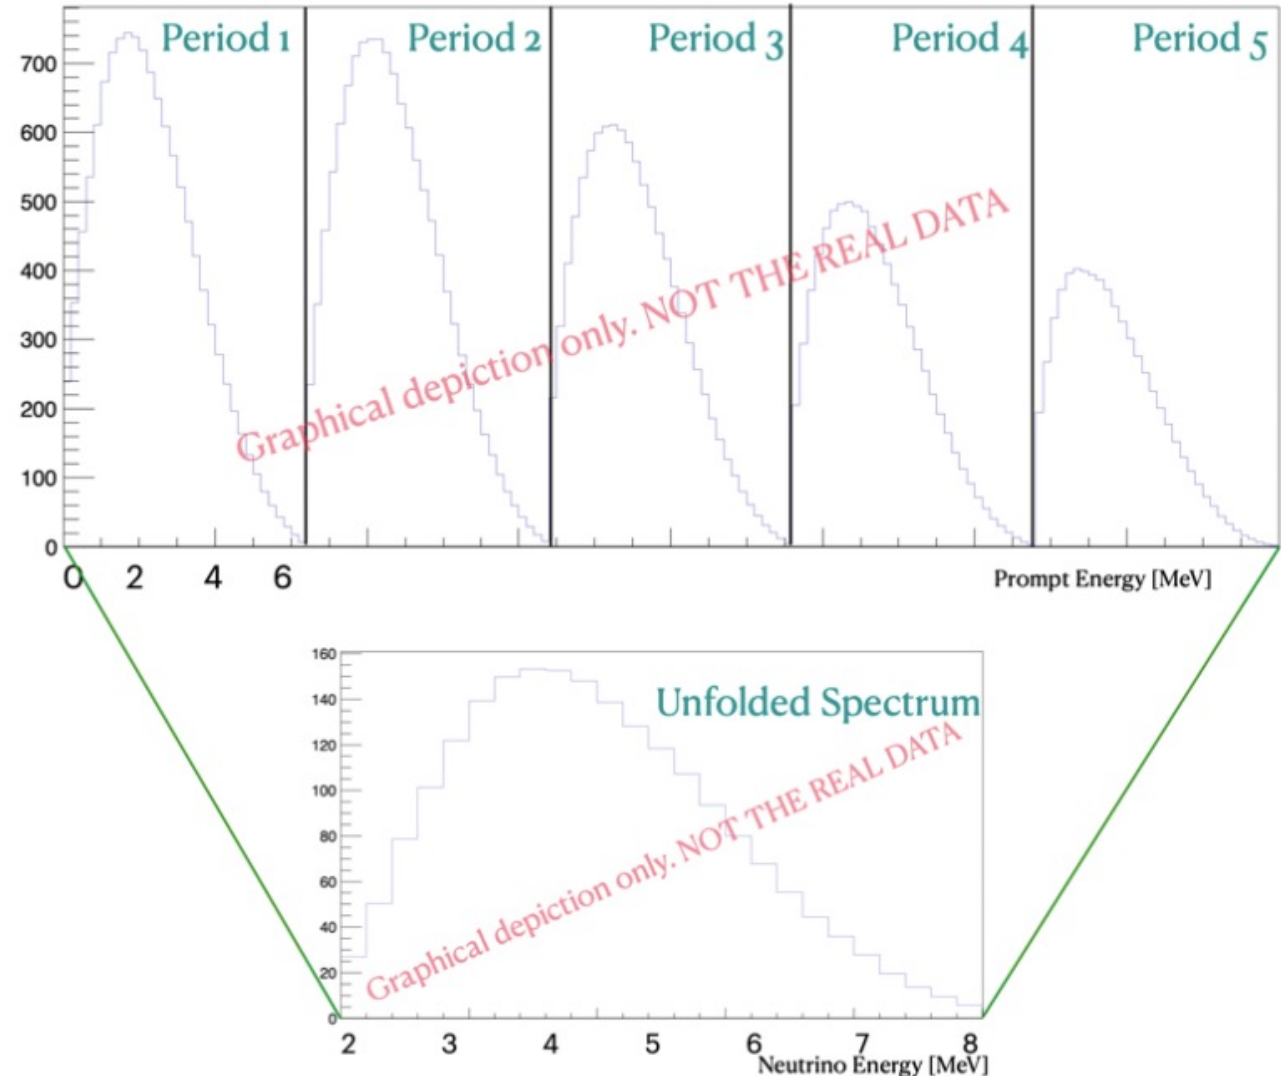 Period 1 Period 2 Period 3 Period 4 Period 5
700
600
500
400
300
200
100
0
Graphical depiction only. NOT THE REAL DATA
0 2 4 6
Prompt Energy [MeV]
160
140
120
100
80
60
40
20
0
Unfolded Spectrum
Graphical depiction only. NOT THE REAL DATA
2 3 4 5 6 7 8
Neutrino Energy [MeV]